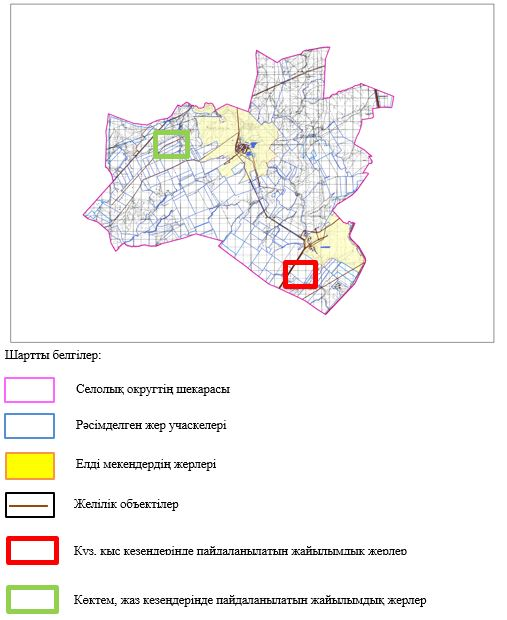 Шартты белгілер:
Селолық округтің шекарасы
Рәсімделген жер учаскелері
Елді мекендердің жерлері
Желілік объектілер
Күз, қыс кезеңдерінде пайдаланылатын жайылымдық жерлер
Көктем, жаз кезеңдерінде пайдаланылатын жайылымдық жерлер